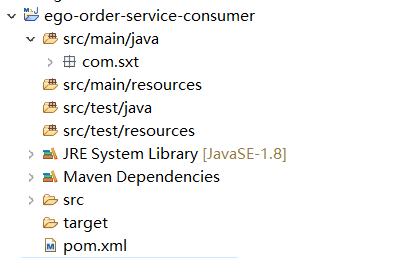 ego-order-service-consumer
src/main/java
com.sxt
src/main/resources
src/test/java
src/test/resources
JRE System Library [JavaSE-1.8]
Maven Dependencies
src
target
pom.xml